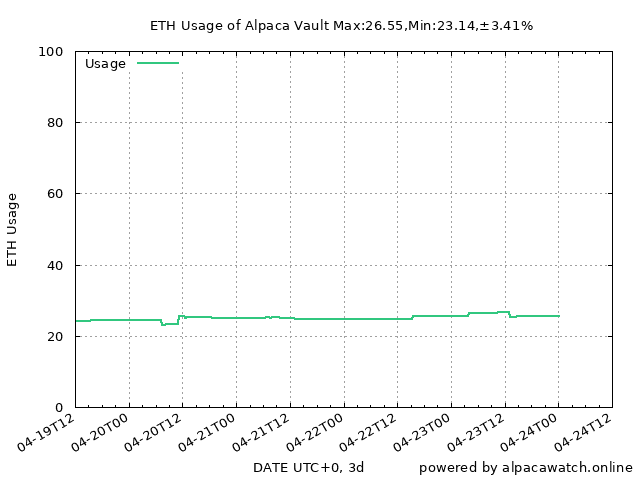 ETH Usage of Alpaca Vault Max:26.55,Min:23.14,±3.41%
100
Usage
80
60
ETH Usage
40
20
0
04-19T12
04-20T00
04-20T12
04-21T00
04-21T12
04-22T00
04-22T12
04-23T00
04-23T12
04-24T00
04-24T12
DATE UTC+0, 3d
powered by alpacawatch.online